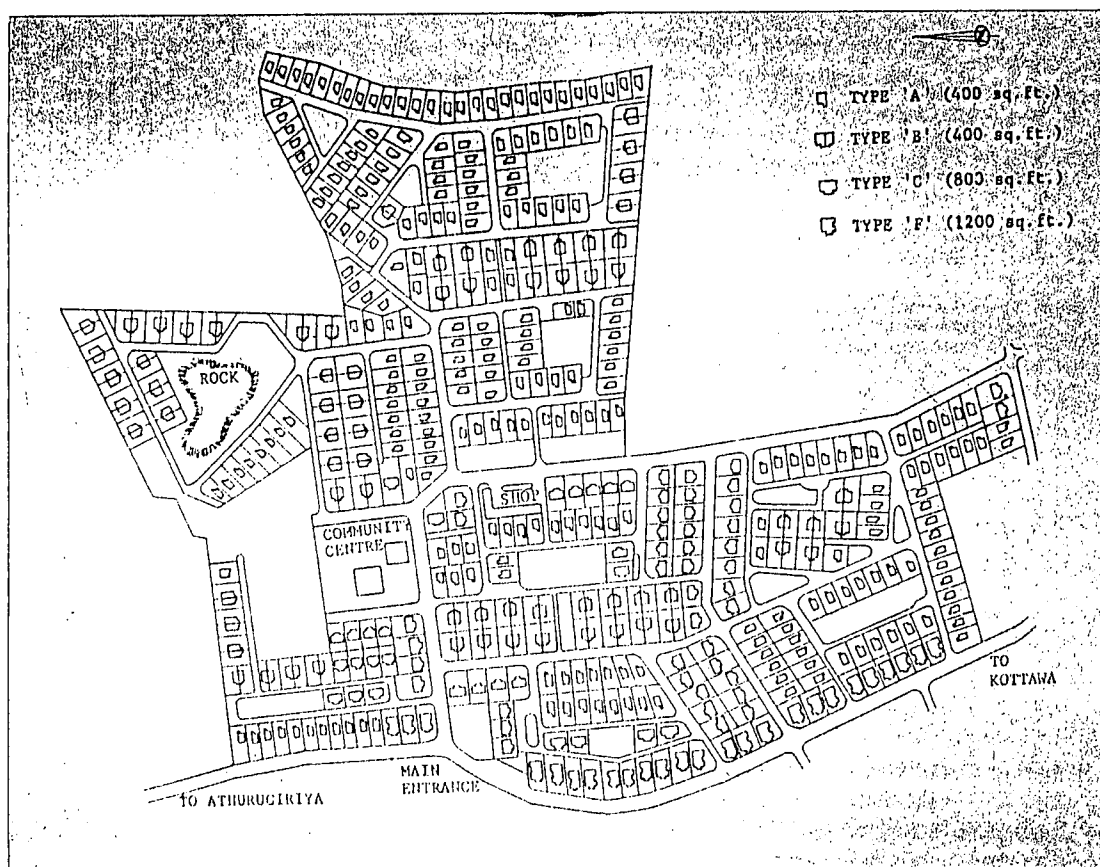 TYPE 'A' (400 sq.ft.)
TYPE 'B' (400 sq.ft.)
TYPE 'C' (800 sq.ft.)
TYPE 'F' (1200 sq.ft.)
ROCK
SHOP
COMMUNITY
CENTRE
TO
KOTTAWA
MAIN
ENTRANCE
TO ATHURUGIRIYA